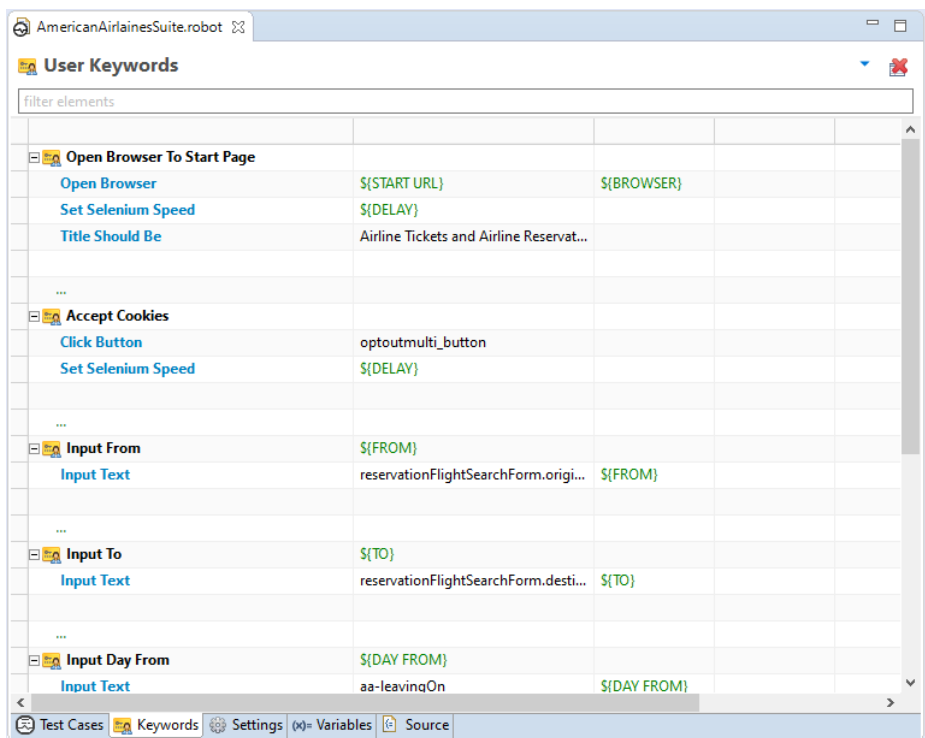 AmericanAirlainesSuite.robot
User Keywords
filter elements
Open Browser To Start Page
Open Browser ${START URL} ${BROWSER}
Set Selenium Speed ${DELAY}
Title Should Be Airline Tickets and Airline Reservat...
...
Accept Cookies
Click Button optoutmulti_button
Set Selenium Speed ${DELAY}
...
Input From ${FROM}
Input Text reservationFlightSearchForm.origi... ${FROM}
...
Input To ${TO}
Input Text reservationFlightSearchForm.desti... ${TO}
...
Input Day From ${DAY FROM}
Input Text aa-leavingOn ${DAY FROM}
Test Cases Keywords Settings (x)= Variables Source